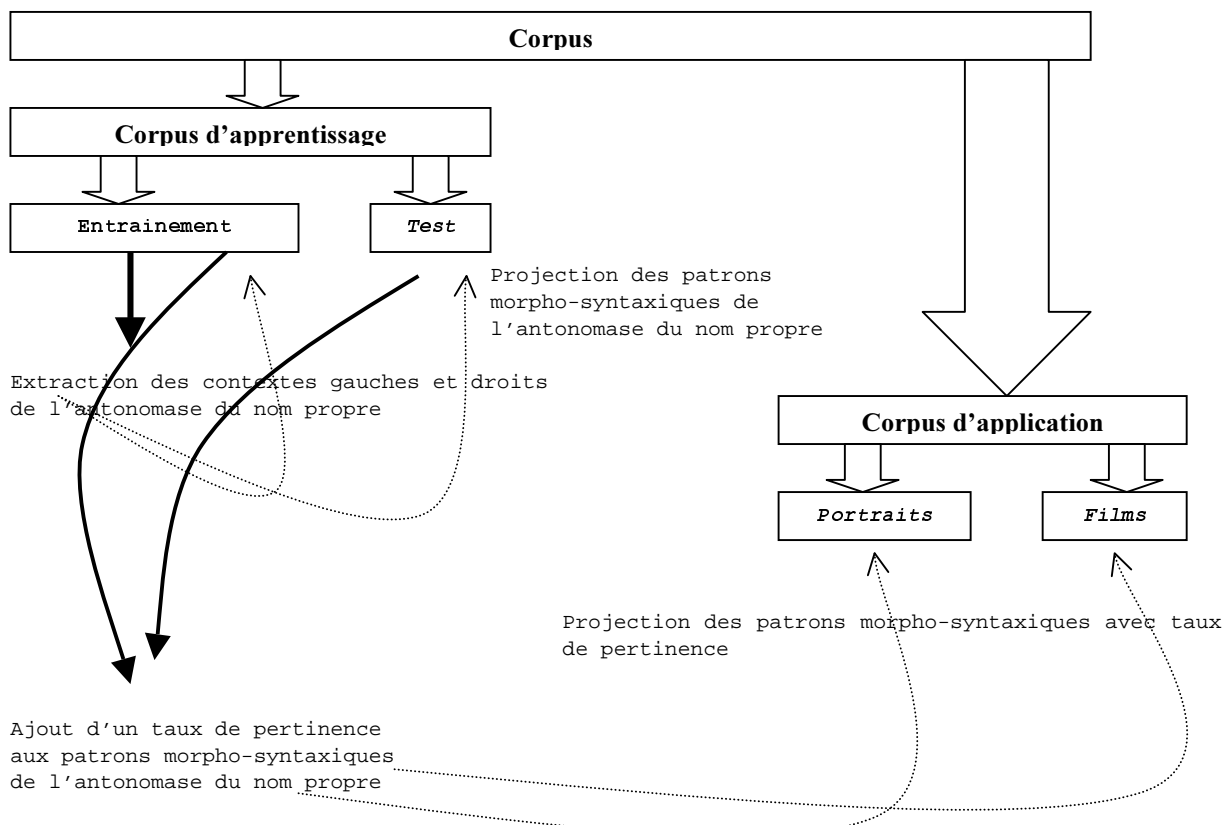 Corpus
Corpus d’apprentissage
Entrainement
Test
Projection des patrons
morpho-syntaxiques de
l’antonomase du nom propre
Extraction des contextes gauches et droits
de l’antonomase du nom propre
Corpus d’application
Portraits
Films
Projection des patrons morpho-syntaxiques avec taux
de pertinence
Ajout d’un taux de pertinence
aux patrons morpho-syntaxiques
de l’antonomase du nom propre